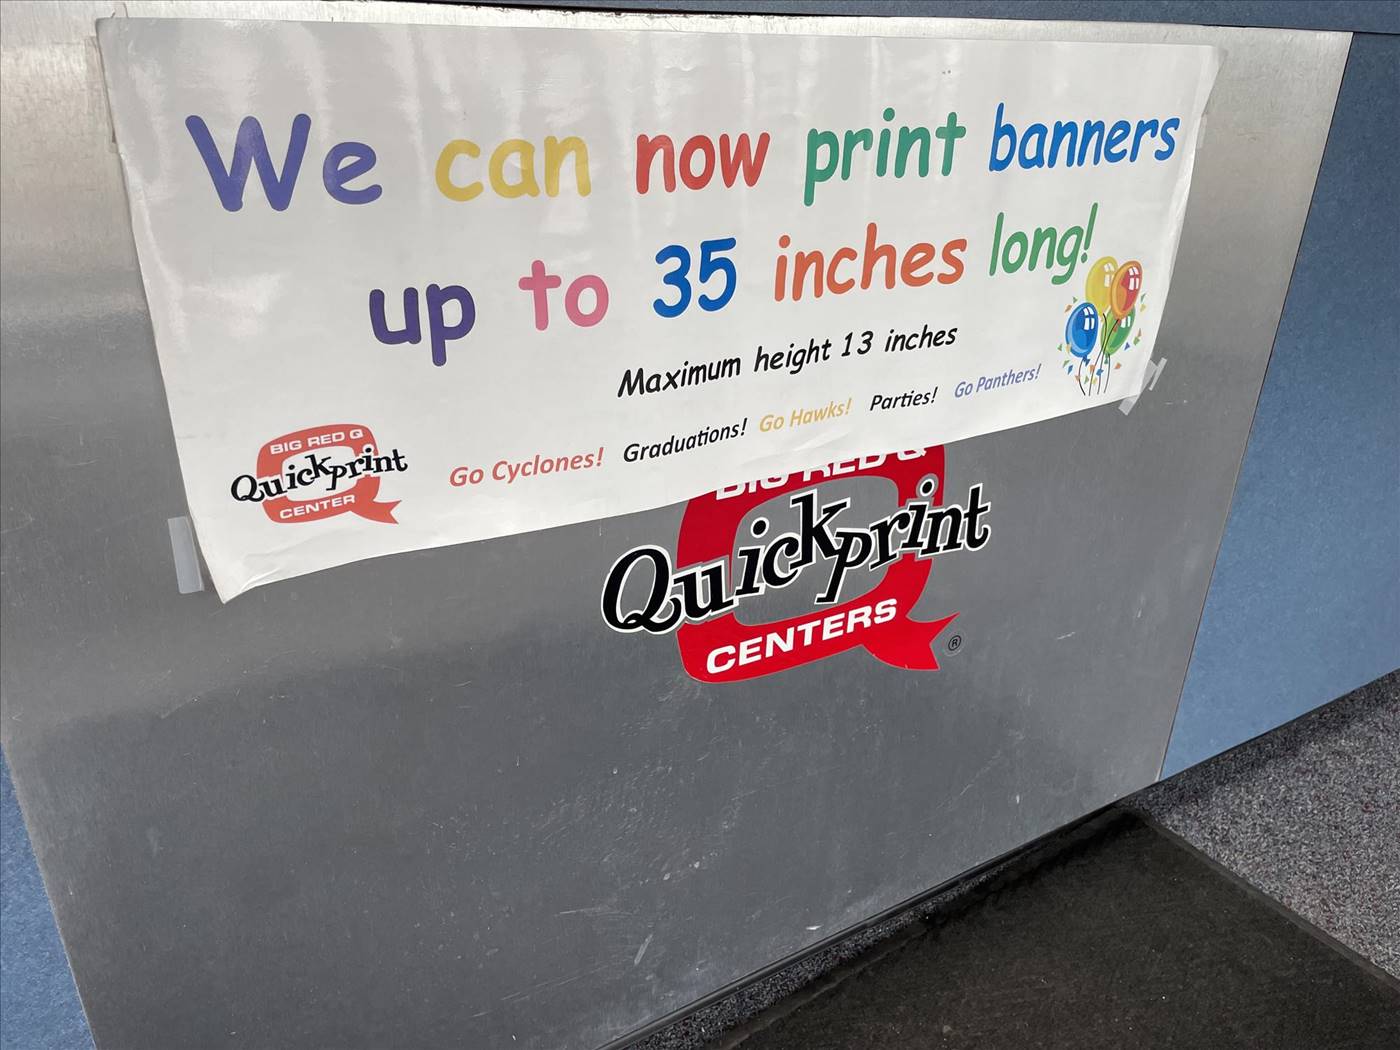 We can now print banners
up to 35 inches long!
Maximum height 13 inches
Go Cyclones! Graduations! Go Hawks! Parties! Go Panthers!
BIG RED Q
Quickprint
CENTER
BIG RED Q
Quickprint
CENTERS
®